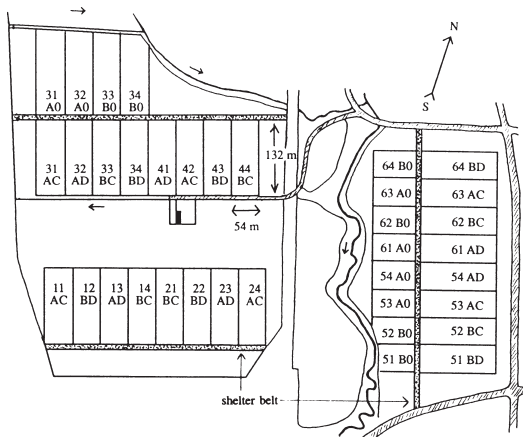 N
S
31 32 33 34
A0 A0 B0 B0
132 m
31 32 33 34 41 42 43 44
AC AD BC BD AD AC BD BC
54 m
11 12 13 14 21 22 23 24
AC BD AD BC BC BD AD AC
shelter belt
64 B0 64 BD
63 A0 63 AC
62 B0 62 BC
61 A0 61 AD
54 A0 54 AD
53 A0 53 AC
52 B0 52 BC
51 B0 51 BD